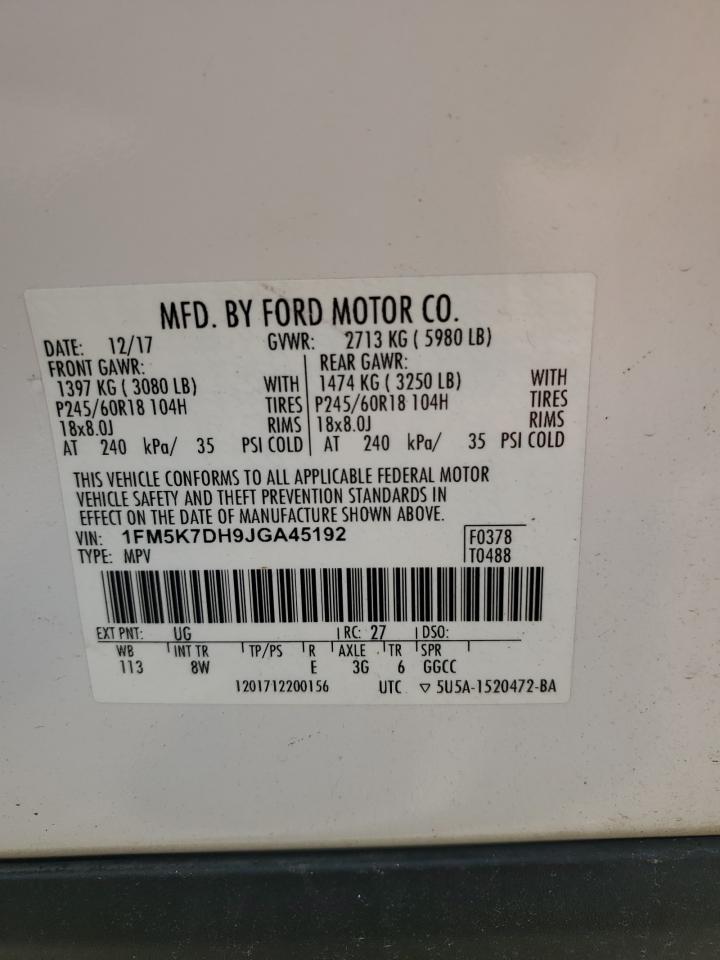 MFD. BY FORD MOTOR CO.
DATE: 12/17 GVWR: 2713 KG ( 5980 LB)
FRONT GAWR: REAR GAWR:
1397 KG ( 3080 LB) WITH 1474 KG ( 3250 LB) WITH
P245/60R18 104H TIRES P245/60R18 104H TIRES
18x8.0J RIMS 18x8.0J RIMS
AT 240 kPa/ 35 PSI COLD AT 240 kPa/ 35 PSI COLD
THIS VEHICLE CONFORMS TO ALL APPLICABLE FEDERAL MOTOR
VEHICLE SAFETY AND THEFT PREVENTION STANDARDS IN
EFFECT ON THE DATE OF MANUFACTURE SHOWN ABOVE.
VIN: 1FM5K7DH9JGA45192 F0378
TYPE: MPV T0488
EXT PNT: UG RC: 27 DSO:
WB INT TR TP/PS R AXLE TR SPR
113 8W E 3G 6 GGCC
1201712200156 UTC ▽ 5U5A-1520472-BA